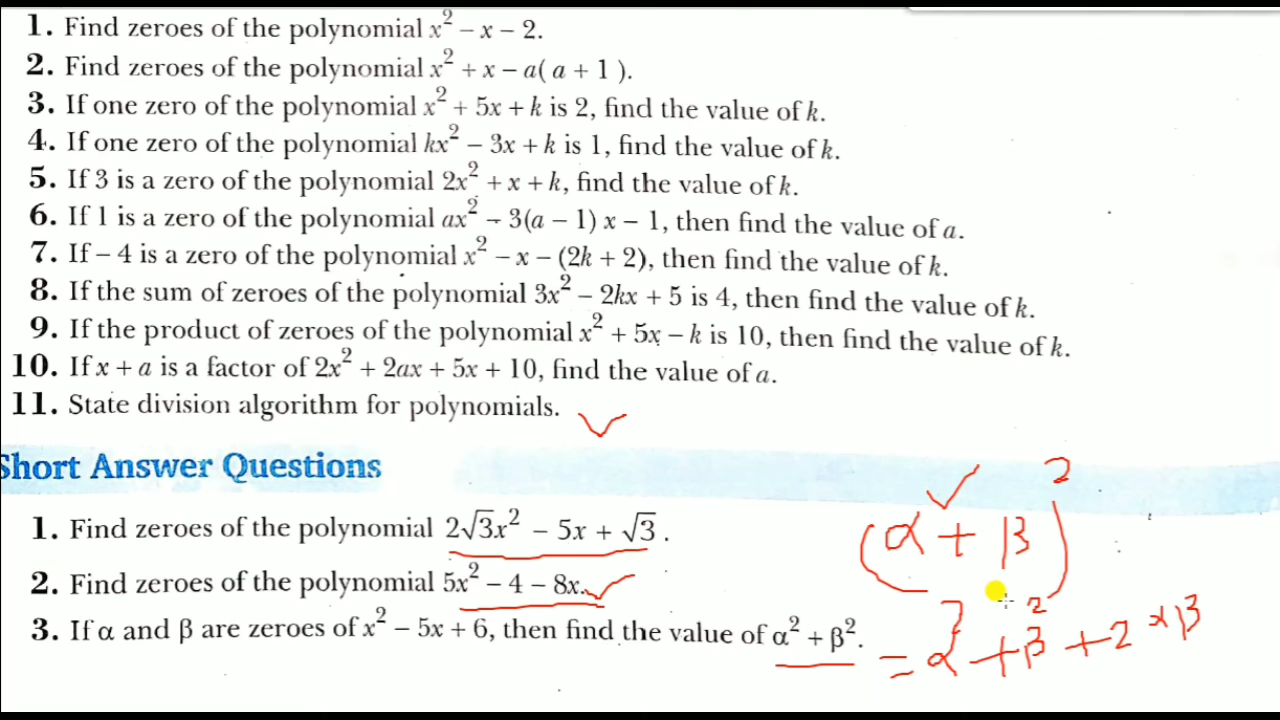 1. Find zeroes of the polynomial x² − x − 2.
2. Find zeroes of the polynomial x² + x − a( a + 1 ).
3. If one zero of the polynomial x² + 5x + k is 2, find the value of k.
4. If one zero of the polynomial kx² − 3x + k is 1, find the value of k.
5. If 3 is a zero of the polynomial 2x² + x + k, find the value of k.
6. If 1 is a zero of the polynomial ax² − 3(a − 1) x − 1, then find the value of a.
7. If − 4 is a zero of the polynomial x² − x − (2k + 2), then find the value of k.
8. If the sum of zeroes of the polynomial 3x² − 2kx + 5 is 4, then find the value of k.
9. If the product of zeroes of the polynomial x² + 5x − k is 10, then find the value of k.
10. If x + a is a factor of 2x² + 2ax + 5x + 10, find the value of a.
11. State division algorithm for polynomials.
Short Answer Questions
1. Find zeroes of the polynomial 2√3x² − 5x + √3.
2. Find zeroes of the polynomial 5x² − 4 − 8x.
3. If α and β are zeroes of x² − 5x + 6, then find the value of α² + β².
(α + β)²
= α² + β² + 2αβ